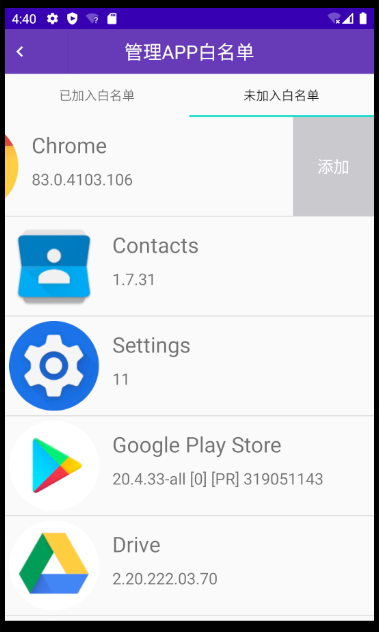 4:40
管理APP白名单
已加入白名单 未加入白名单
Chrome
83.0.4103.106
添加
Contacts
1.7.31
Settings
11
Google Play Store
20.4.33-all [0] [PR] 319051143
Drive
2.20.222.03.70